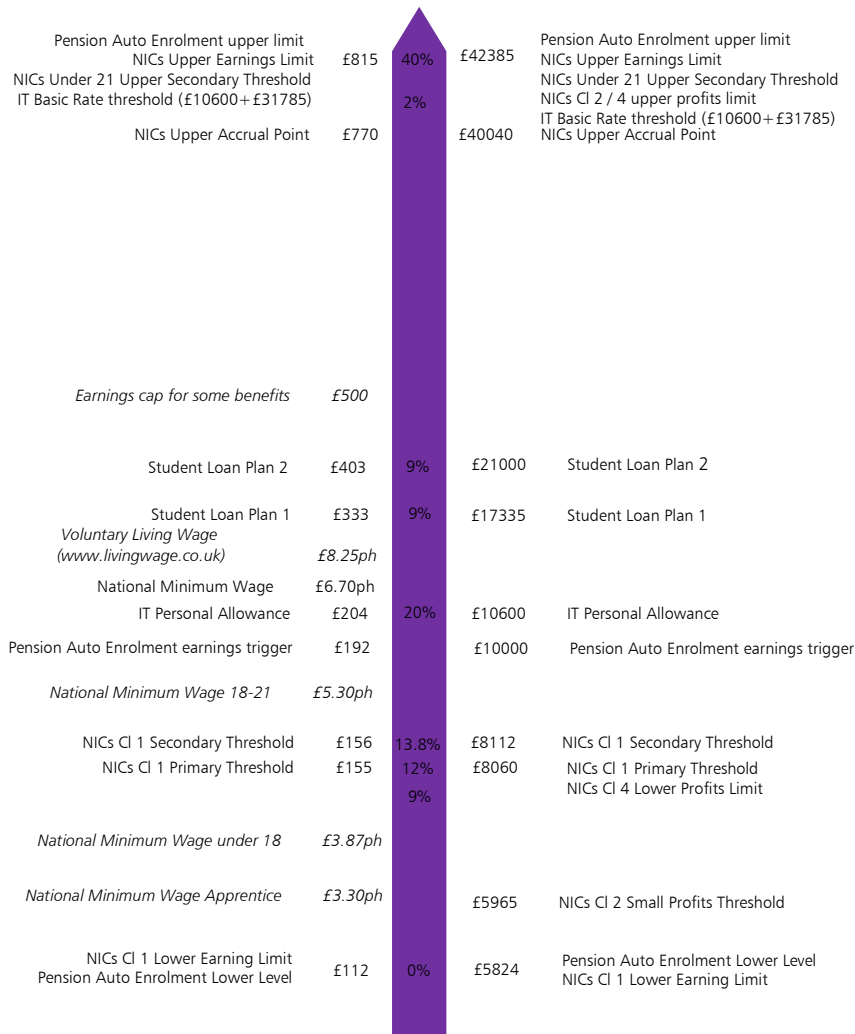 Pension Auto Enrolment upper limit
NICs Upper Earnings Limit £815 40% £42385 Pension Auto Enrolment upper limit
NICs Under 21 Upper Secondary Threshold NICs Upper Earnings Limit
IT Basic Rate threshold (£10600+£31785) 2% NICs Under 21 Upper Secondary Threshold
NICs Cl 2 / 4 upper profits limit
IT Basic Rate threshold (£10600+£31785)
NICs Upper Accrual Point £770 £40040 NICs Upper Accrual Point
Earnings cap for some benefits £500
Student Loan Plan 2 £403 9% £21000 Student Loan Plan 2
Student Loan Plan 1 £333 9% £17335 Student Loan Plan 1
Voluntary Living Wage
(www.livingwage.co.uk) £8.25ph
National Minimum Wage £6.70ph
IT Personal Allowance £204 20% £10600 IT Personal Allowance
Pension Auto Enrolment earnings trigger £192 £10000 Pension Auto Enrolment earnings trigger
National Minimum Wage 18-21 £5.30ph
NICs Cl 1 Secondary Threshold £156 13.8% £8112 NICs Cl 1 Secondary Threshold
NICs Cl 1 Primary Threshold £155 12% £8060 NICs Cl 1 Primary Threshold
9% NICs Cl 4 Lower Profits Limit
National Minimum Wage under 18 £3.87ph
National Minimum Wage Apprentice £3.30ph £5965 NICs Cl 2 Small Profits Threshold
NICs Cl 1 Lower Earning Limit Pension Auto Enrolment Lower Level
Pension Auto Enrolment Lower Level £112 0% £5824 NICs Cl 1 Lower Earning Limit